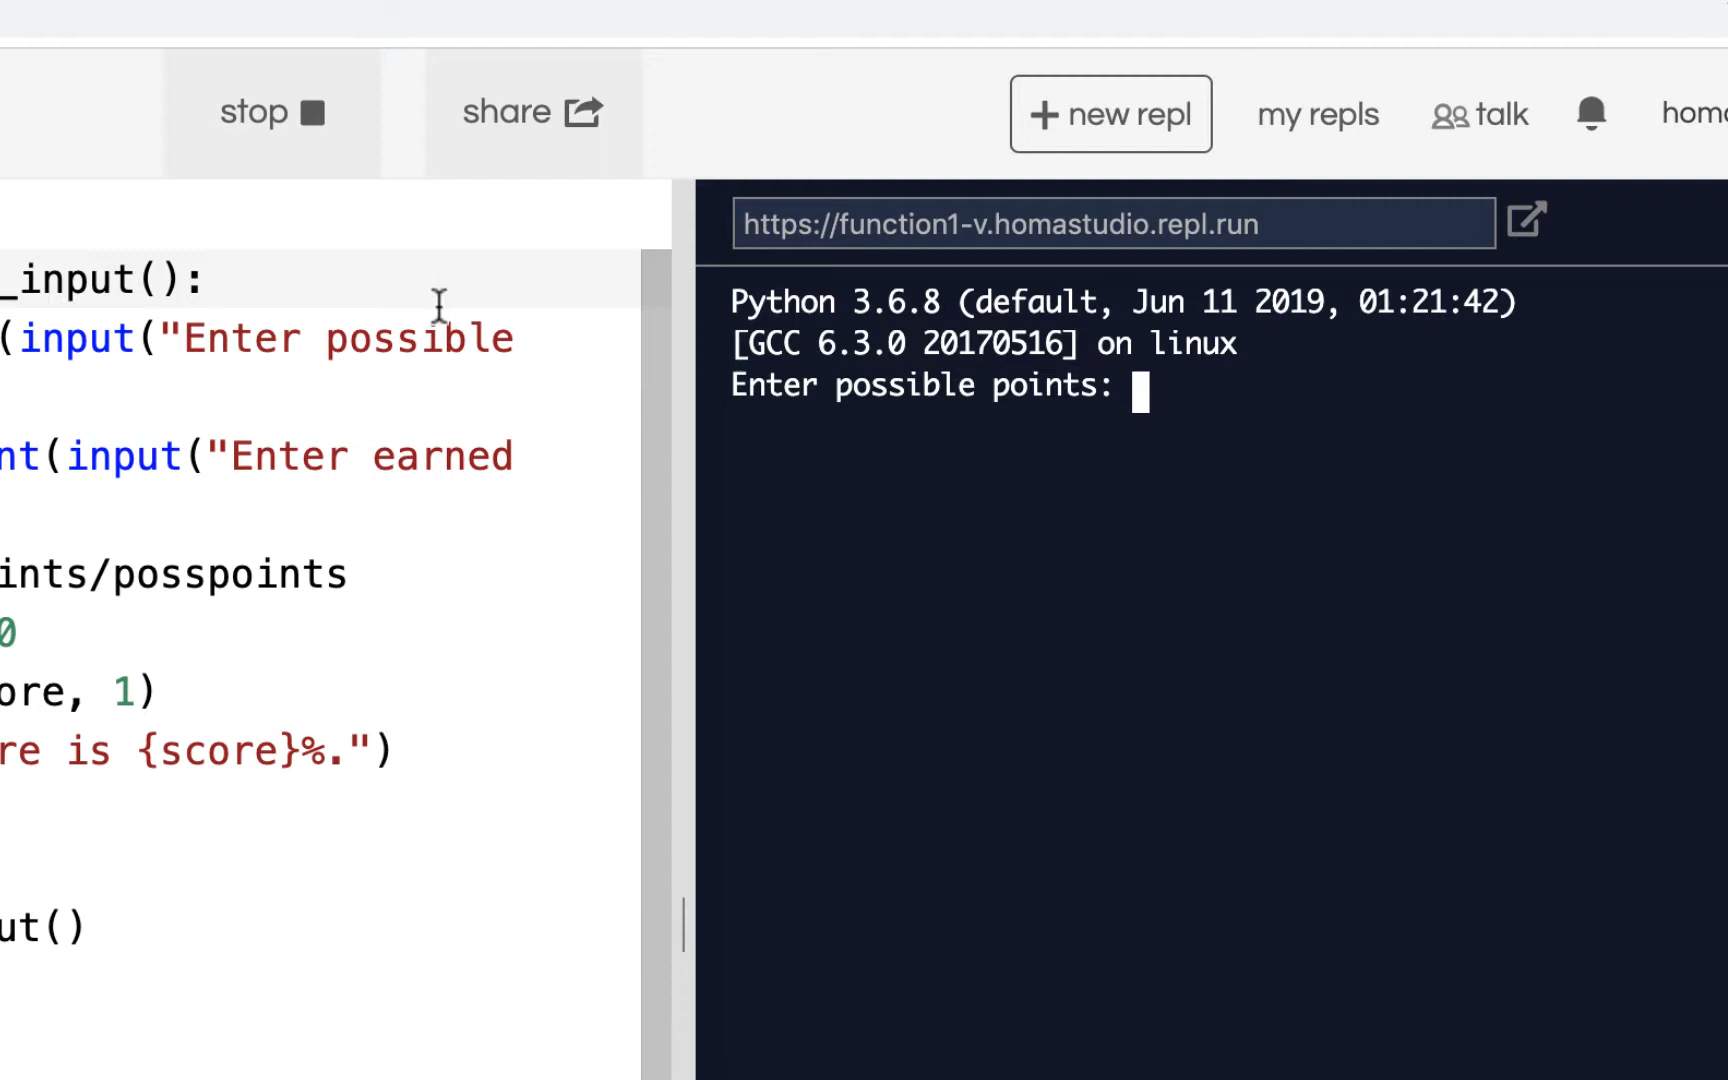 stop share + new repl my repls talk homa
https://function1-v.homastudio.repl.run
_input():
(input("Enter possible
nt(input("Enter earned
ints/posspoints
0
ore, 1)
re is {score}%.")
ut()
Python 3.6.8 (default, Jun 11 2019, 01:21:42)
[GCC 6.3.0 20170516] on linux
Enter possible points: